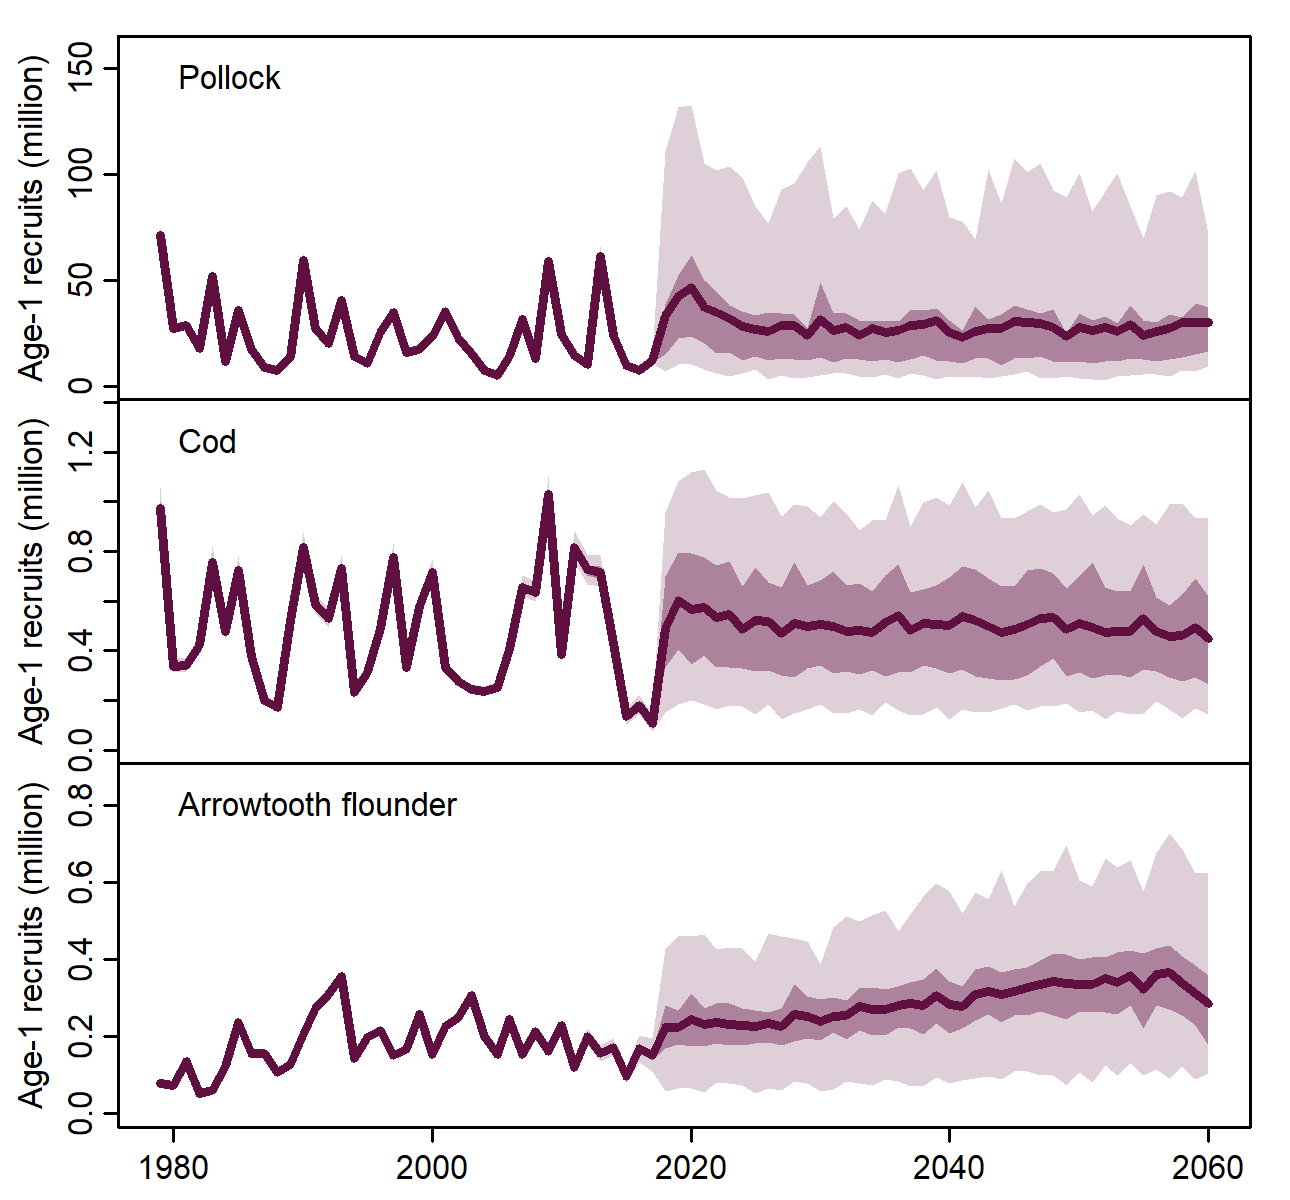 Age-1 recruits (million)
0 50 100 150
Pollock
Age-1 recruits (million)
0.0 0.4 0.8 1.2
Cod
Age-1 recruits (million)
0.0 0.2 0.4 0.6 0.8
Arrowtooth flounder
1980 2000 2020 2040 2060